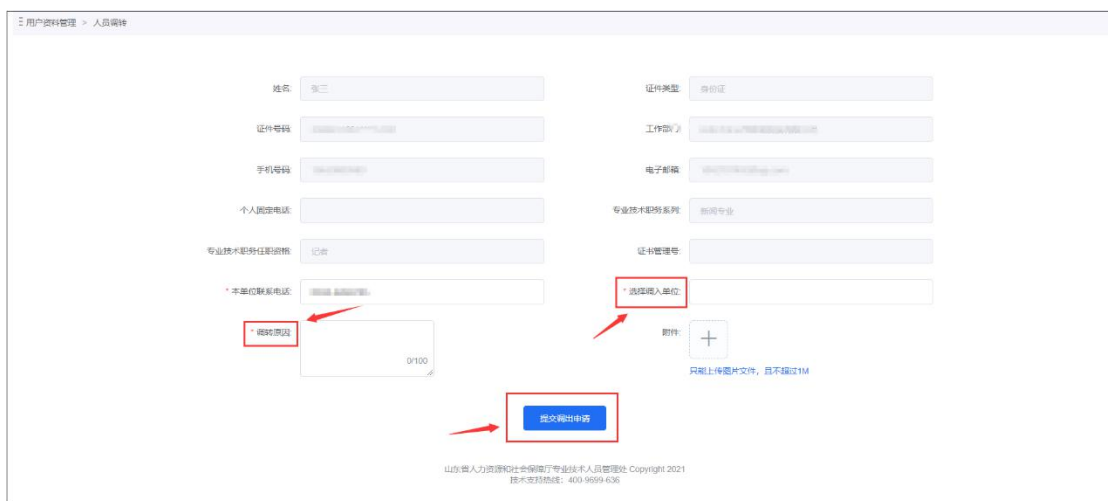 用户资料管理 > 人员调转
姓名: 张三 证件类型: 身份证
证件号码: 工作部门:
手机号码: 电子邮箱:
个人固定电话: 专业技术职务系列: 新闻专业
专业技术职务任职资格: 记者 证书管理号:
* 本单位联系电话: * 选择调入单位:
* 调转原因: 0/100 附件:
只能上传图片文件，且不超过1M
提交调出申请
山东省人力资源和社会保障厅专业技术人员管理处 Copyright 2021
技术支持热线：400-9699-636